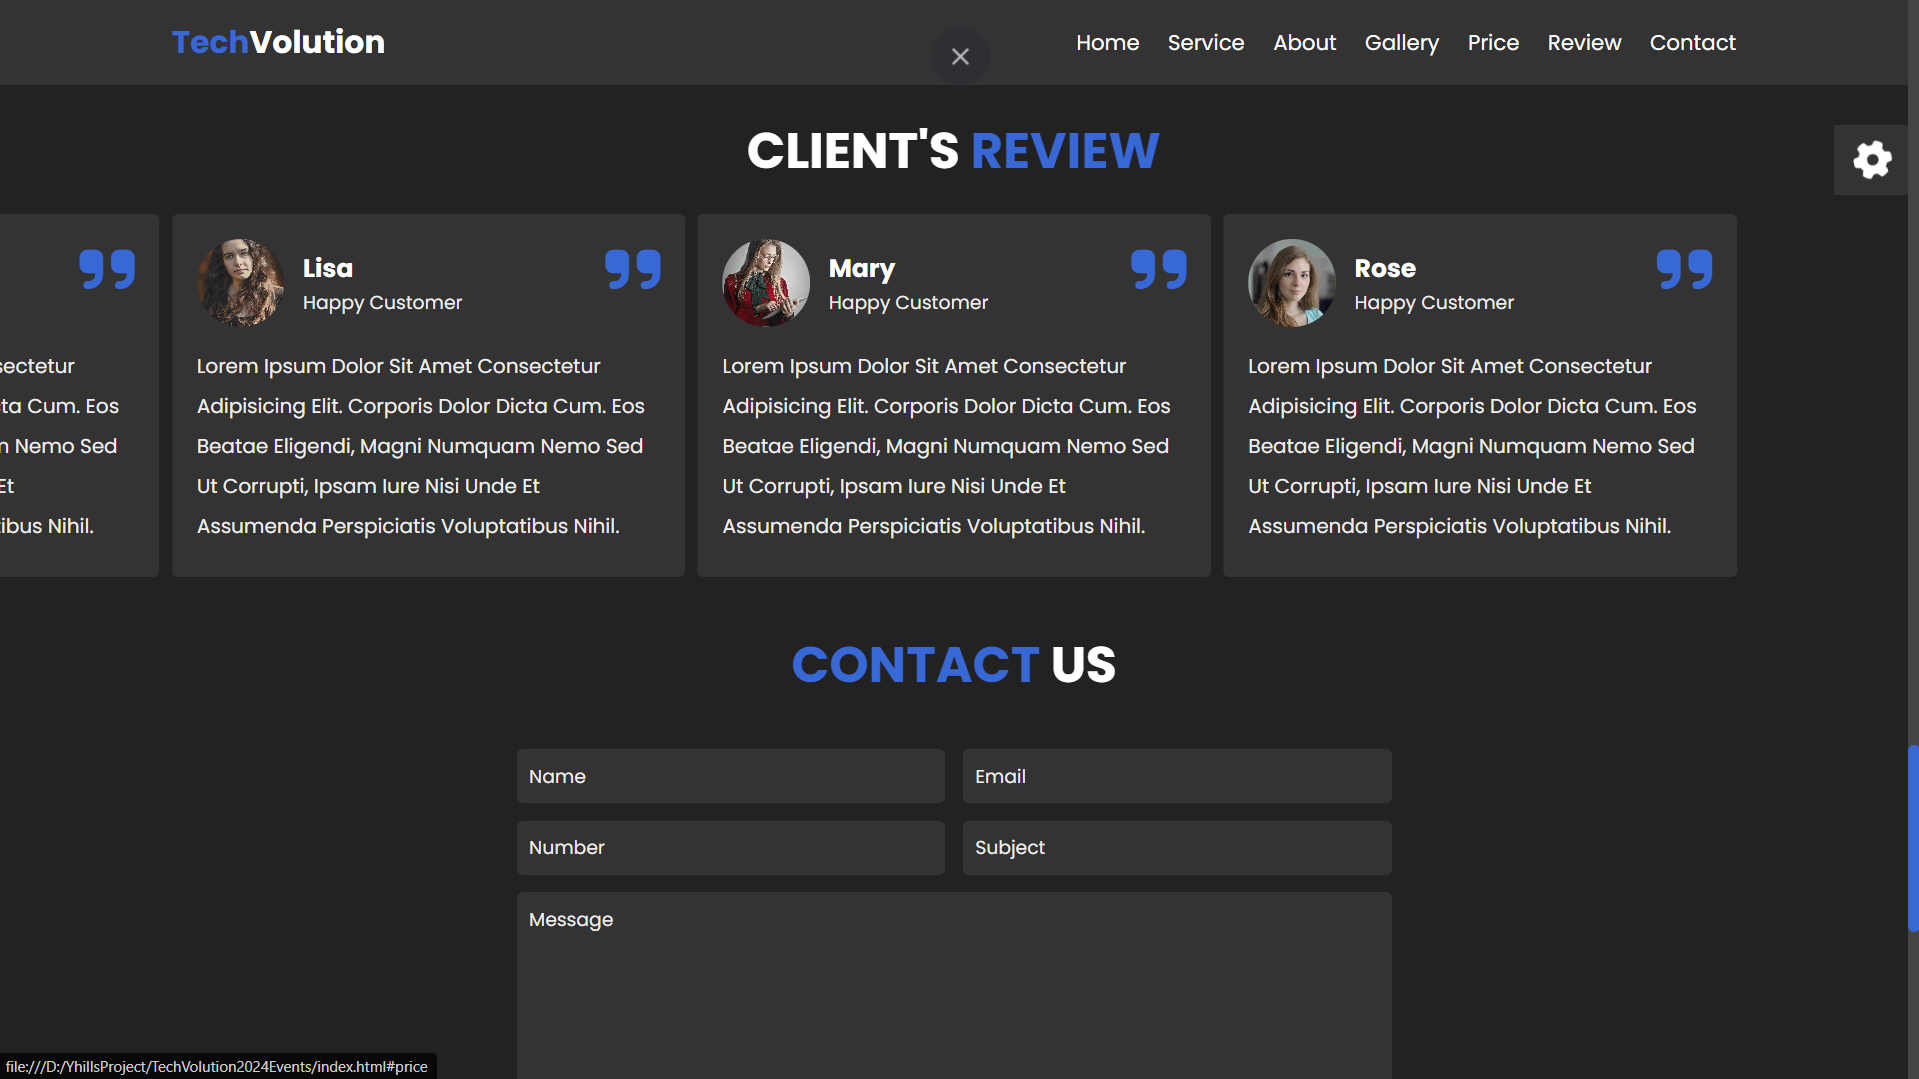 TechVolution
Home Service About Gallery Price Review Contact
CLIENT'S REVIEW
sectetur
ta Cum. Eos
Nemo Sed
Et
ibus Nihil.
Lisa
Happy Customer
Lorem Ipsum Dolor Sit Amet Consectetur
Adipisicing Elit. Corporis Dolor Dicta Cum. Eos
Beatae Eligendi, Magni Numquam Nemo Sed
Ut Corrupti, Ipsam Iure Nisi Unde Et
Assumenda Perspiciatis Voluptatibus Nihil.
Mary
Happy Customer
Lorem Ipsum Dolor Sit Amet Consectetur
Adipisicing Elit. Corporis Dolor Dicta Cum. Eos
Beatae Eligendi, Magni Numquam Nemo Sed
Ut Corrupti, Ipsam Iure Nisi Unde Et
Assumenda Perspiciatis Voluptatibus Nihil.
Rose
Happy Customer
Lorem Ipsum Dolor Sit Amet Consectetur
Adipisicing Elit. Corporis Dolor Dicta Cum. Eos
Beatae Eligendi, Magni Numquam Nemo Sed
Ut Corrupti, Ipsam Iure Nisi Unde Et
Assumenda Perspiciatis Voluptatibus Nihil.
CONTACT US
Name
Email
Number
Subject
Message
file:///D:/YhillsProject/TechVolution2024Events/index.html#price